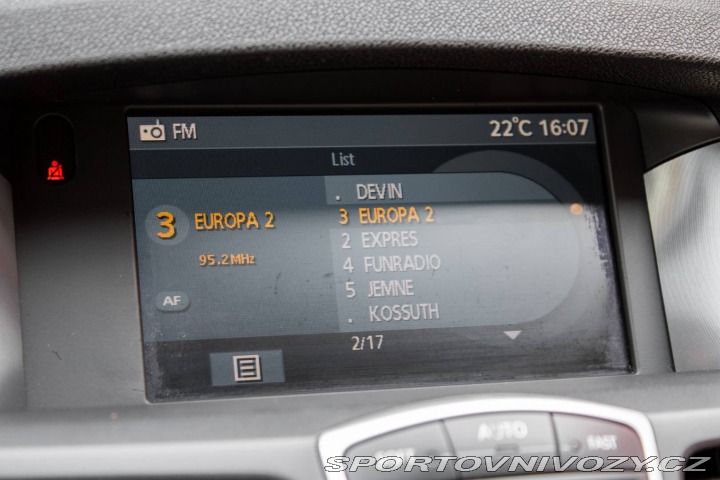 FM 22°C 16:07
List
. DEVIN
3 EUROPA 2
3 EUROPA 2
95.2MHz
2 EXPRES
4 FUNRADIO
AF
5 JEMNE
. KOSSUTH
2/17
AUTO
FAST
SPORTOVNIVOZY.CZ